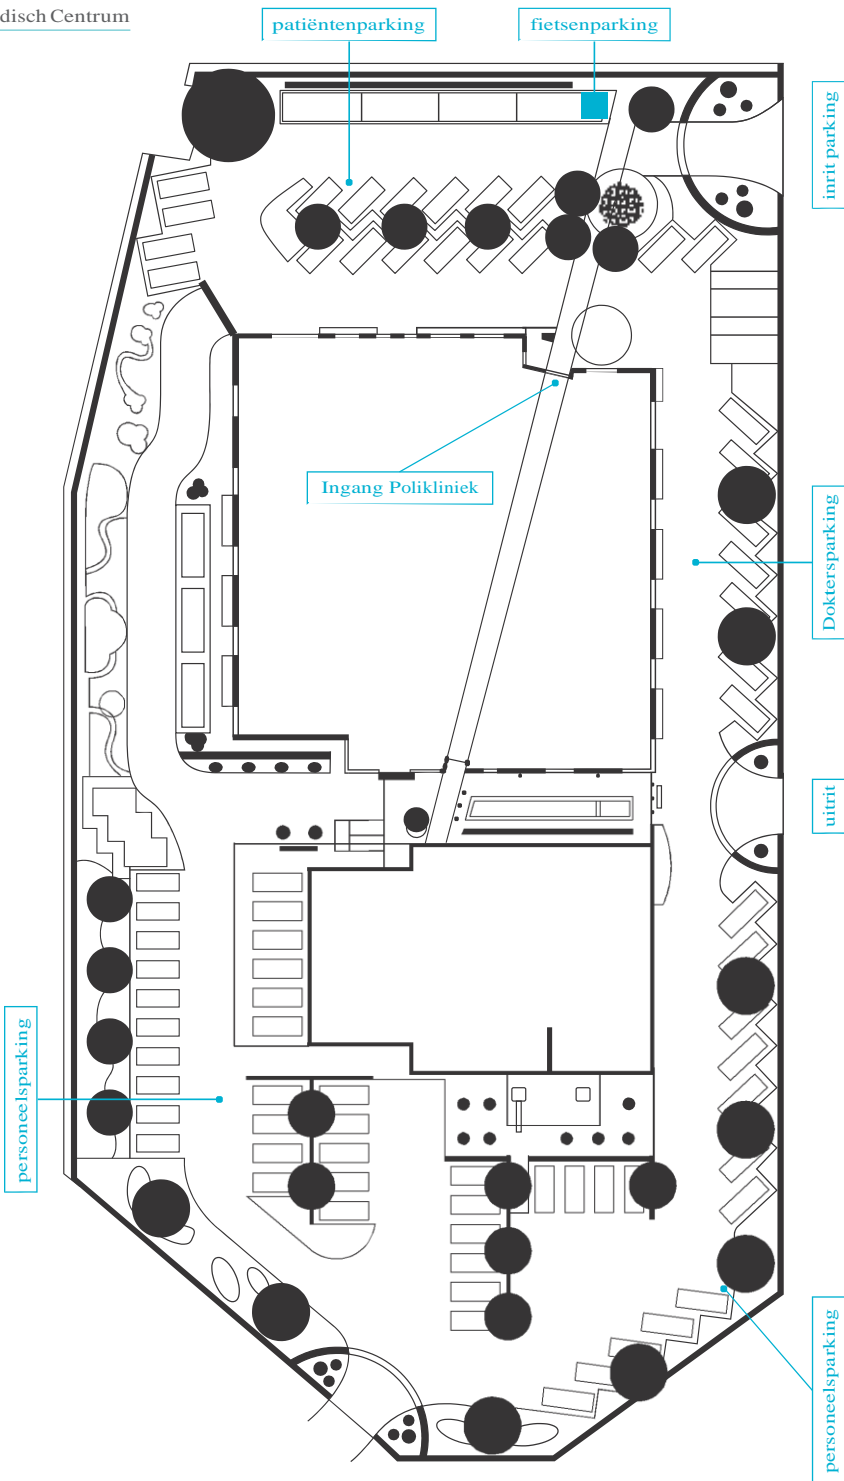 disch Centrum
patiëntenparking
fietsenparking
inrit parking
Ingang Polikliniek
Doktersparking
uitrit
personeelsparking
personeelsparking